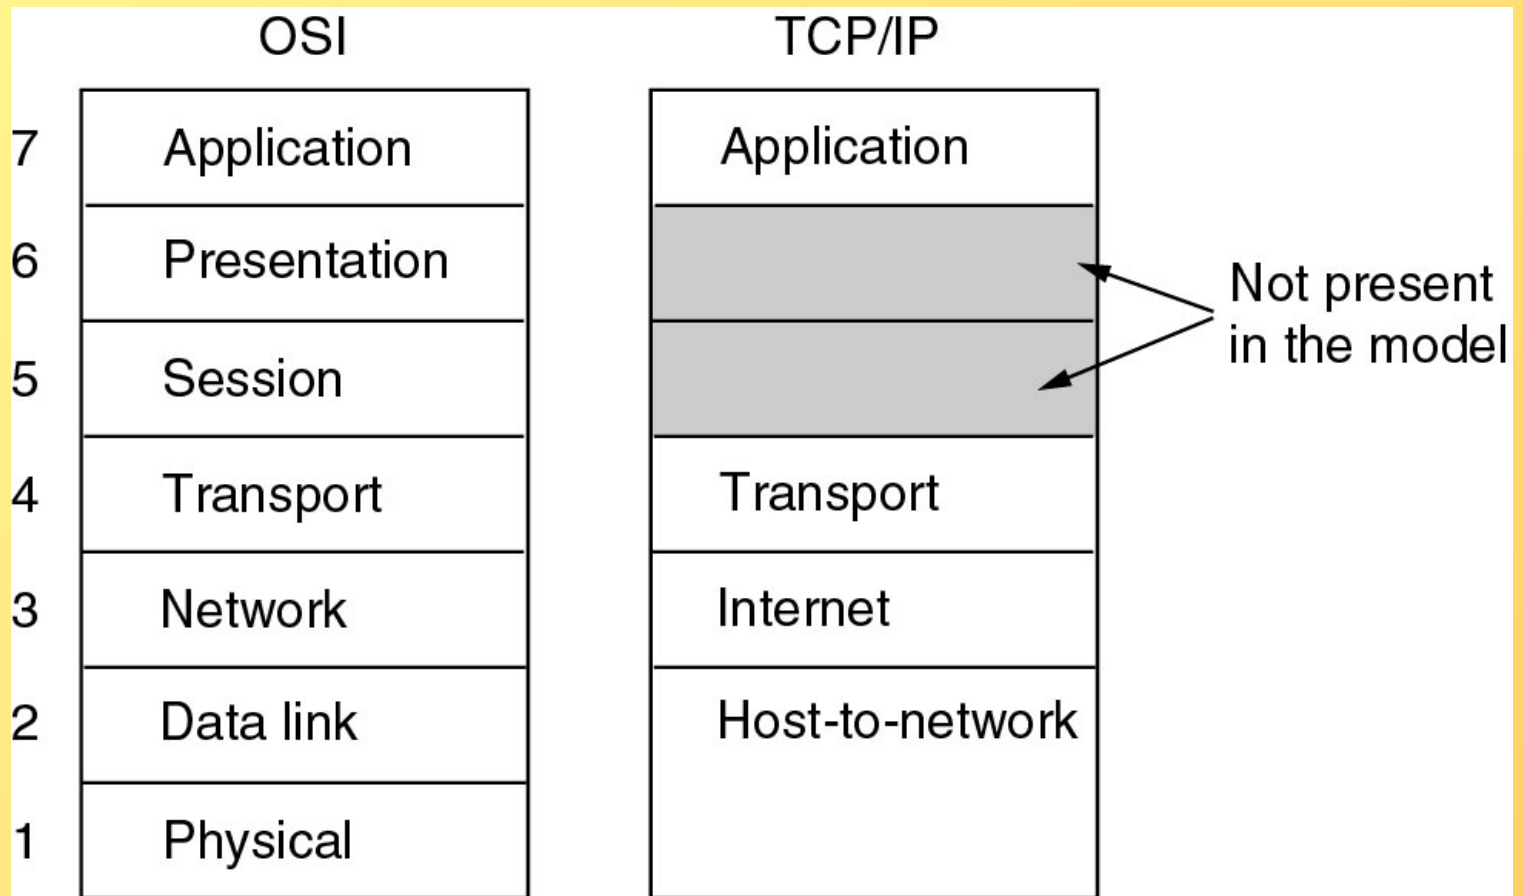 OSI TCP/IP
7 Application Application
6 Presentation
Not present
in the model
5 Session
4 Transport Transport
3 Network Internet
2 Data link Host-to-network
1 Physical